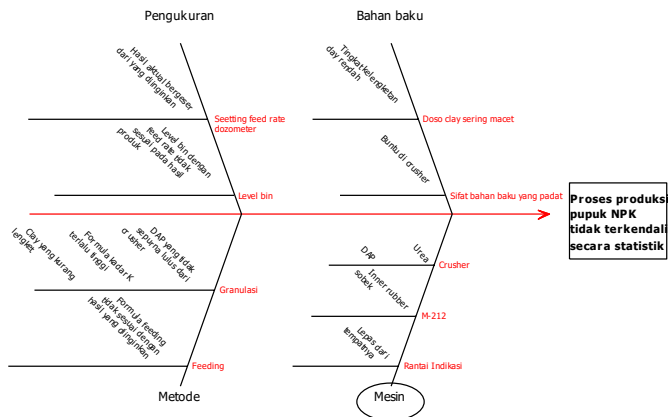 Pengukuran
Bahan baku
Hasil aktual bergeser
dari yang diinginkan
Seetting feed rate
dozometer
Level bin dengan
feed rate tidak
sesuai pada hasil
produk
Level bin
Tingkat kelengketan
clay rendah
Doso clay sering macet
Buntu di crusher
Sifat bahan baku yang padat
Proses produksi
pupuk NPK
tidak terkendali
secara statistik
Clay yang kurang
lengket
Formula kadar K
terlalu tinggi
DAP yang tidak
sepurna lulus dari
crusher
Granulasi
Formula feeding
tidak sesuai dengan
hasil yang diinginkan
Feeding
DAP
Urea
Crusher
Inner rubber
sobek
M-212
Lepas dari
tempatnya
Rantai Indikasi
Metode
Mesin